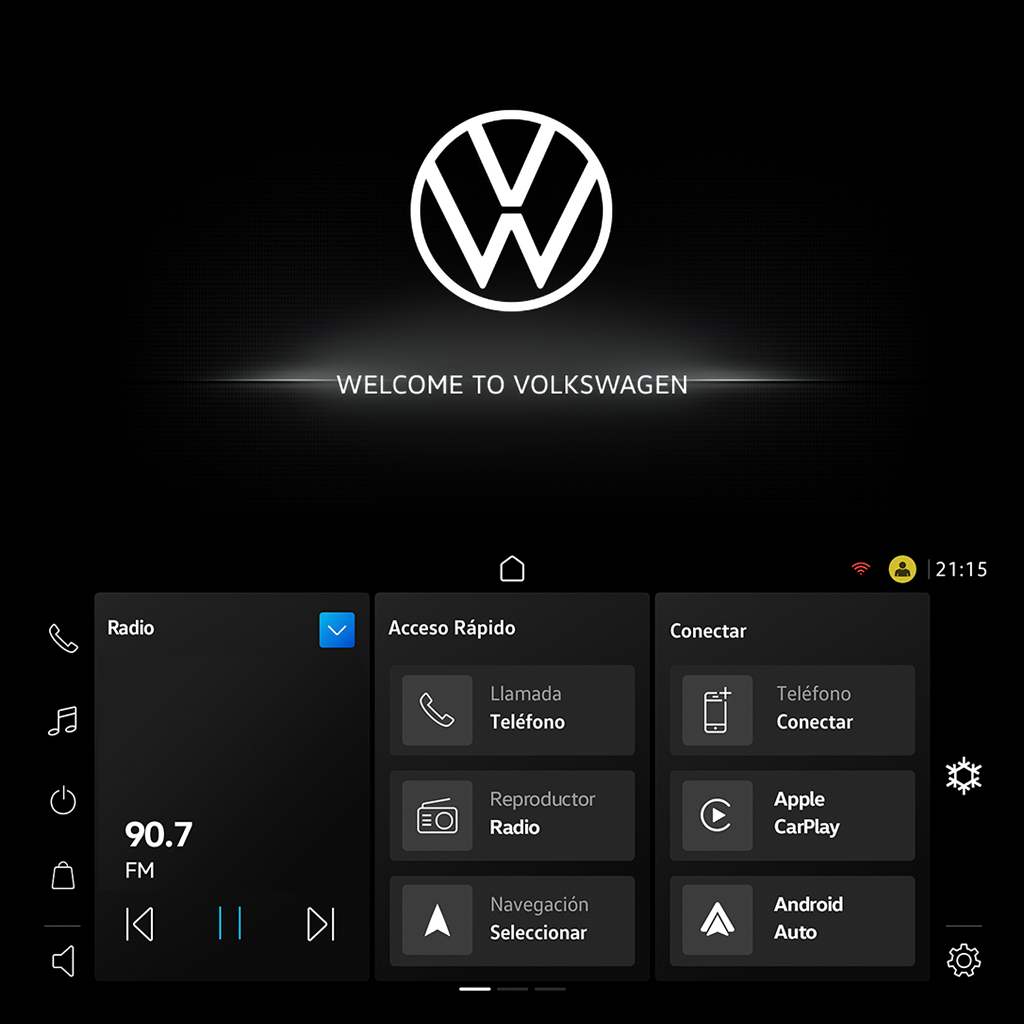 WELCOME TO VOLKSWAGEN
21:15
Radio
90.7
FM
Acceso Rápido
Llamada
Teléfono
Reproductor
Radio
Navegación
Seleccionar
Conectar
Teléfono
Conectar
Apple
CarPlay
Android
Auto